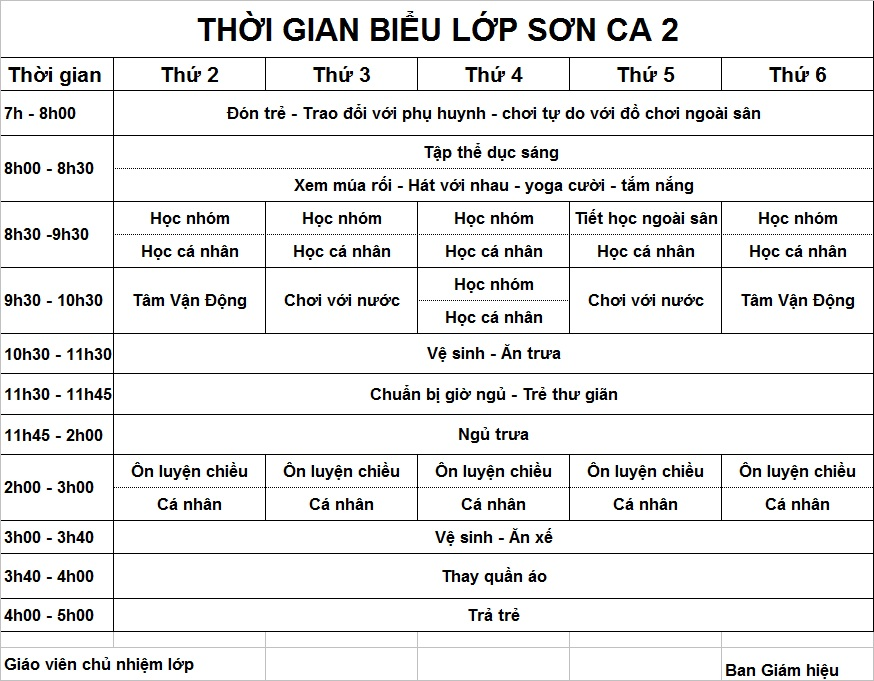 THỜI GIAN BIỂU LỚP SƠN CA 2
Thời gian Thứ 2 Thứ 3 Thứ 4 Thứ 5 Thứ 6
7h - 8h00 Đón trẻ - Trao đổi với phụ huynh - chơi tự do với đồ chơi ngoài sân
8h00 - 8h30 Tập thể dục sáng
Xem múa rối - Hát với nhau - yoga cười - tắm nắng
8h30 -9h30 Học nhóm Học nhóm Học nhóm Tiết học ngoài sân Học nhóm
Học cá nhân Học cá nhân Học cá nhân Học cá nhân Học cá nhân
9h30 - 10h30 Tâm Vận Động Chơi với nước Học nhóm Chơi với nước Tâm Vận Động
Học cá nhân
10h30 - 11h30 Vệ sinh - Ăn trưa
11h30 - 11h45 Chuẩn bị giờ ngủ - Trẻ thư giãn
11h45 - 2h00 Ngủ trưa
2h00 - 3h00 Ôn luyện chiều Ôn luyện chiều Ôn luyện chiều Ôn luyện chiều Ôn luyện chiều
Cá nhân Cá nhân Cá nhân Cá nhân Cá nhân
3h00 - 3h40 Vệ sinh - Ăn xế
3h40 - 4h00 Thay quần áo
4h00 - 5h00 Trả trẻ
Giáo viên chủ nhiệm lớp Ban Giám hiệu